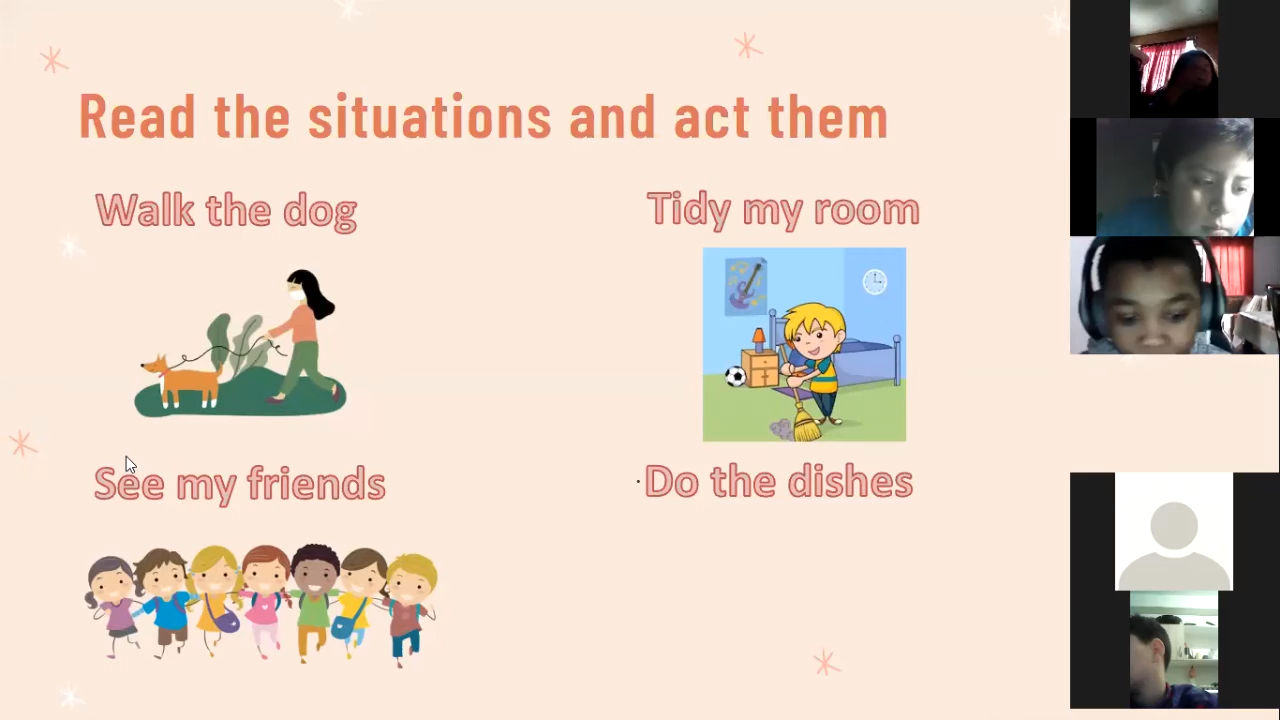 Read the situations and act them
Walk the dog
Tidy my room
See my friends
·Do the dishes